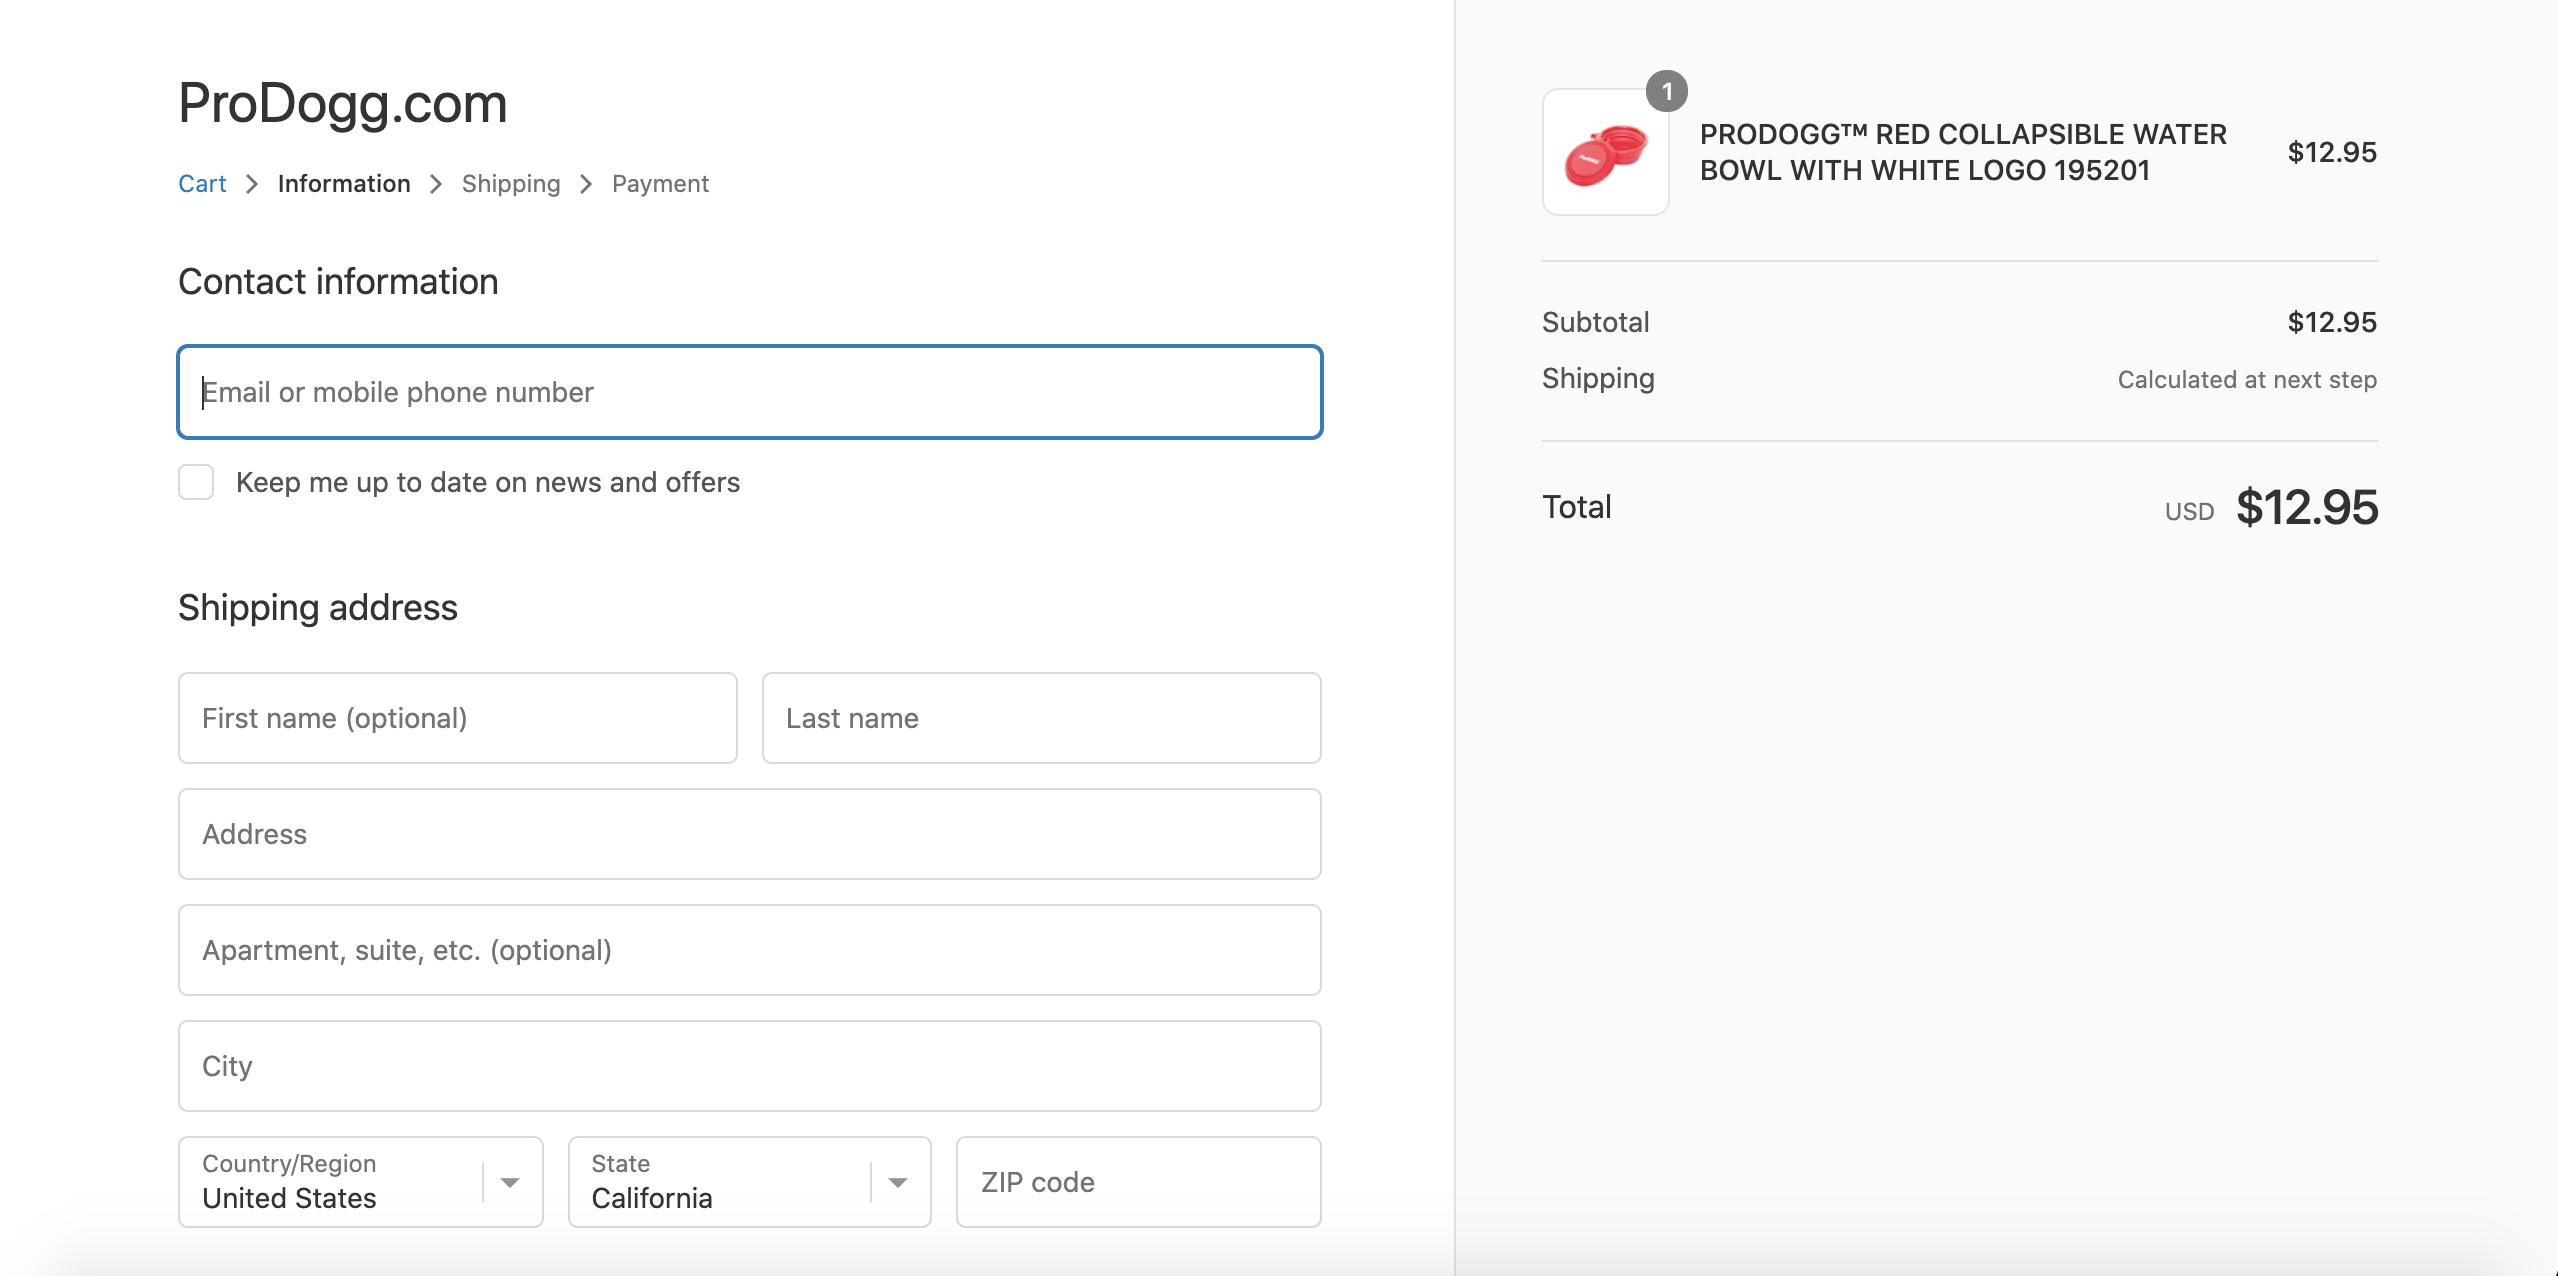 ProDogg.com
Cart > Information > Shipping > Payment
Contact information
Email or mobile phone number
Keep me up to date on news and offers
Shipping address
First name (optional)
Last name
Address
Apartment, suite, etc. (optional)
City
Country/Region
United States
State
California
ZIP code
1
PRODOGG™ RED COLLAPSIBLE WATER
BOWL WITH WHITE LOGO 195201
$12.95
Subtotal
$12.95
Shipping
Calculated at next step
Total
USD $12.95